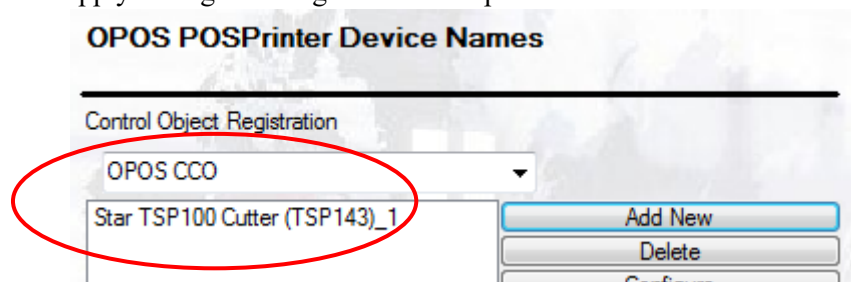 OPOS POSPrinter Device Names
Control Object Registration
OPOS CCO
Star TSP100 Cutter (TSP143)_1
Add New
Delete